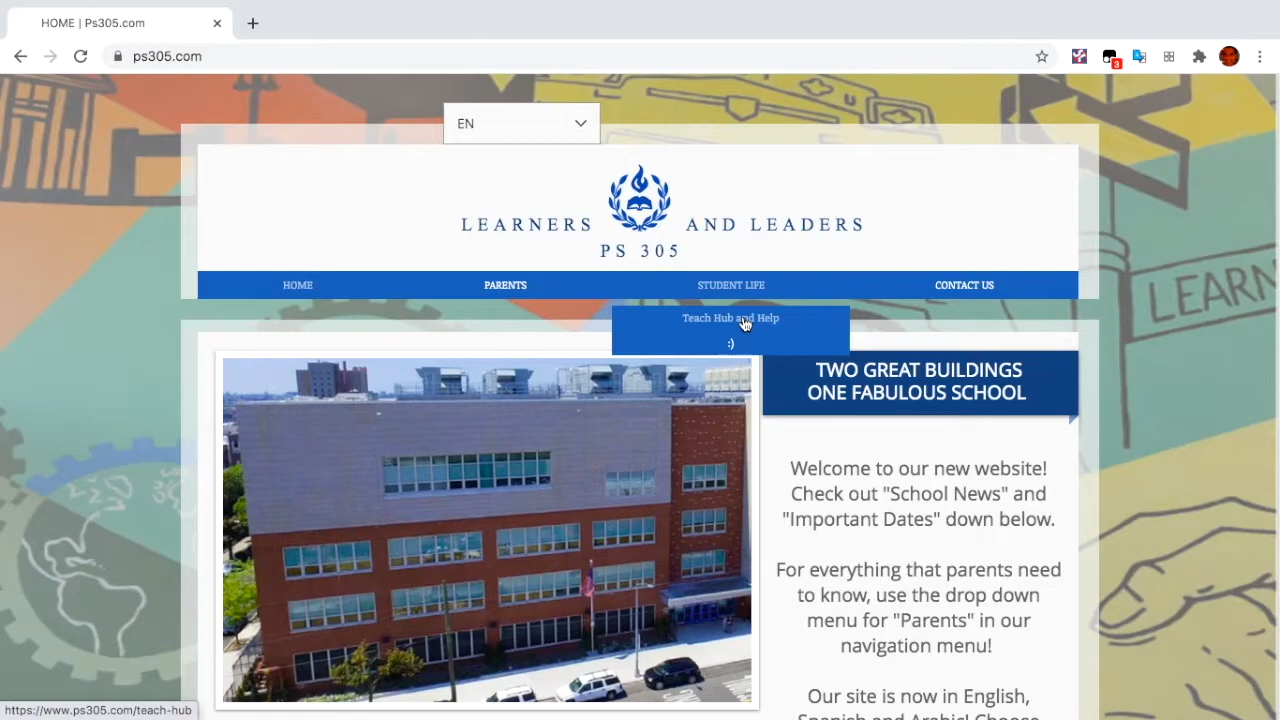 HOME | Ps305.com
ps305.com
3
EN
LEARNERS AND LEADERS
PS 305
HOME PARENTS STUDENT LIFE CONTACT US
Teach Hub and Help
:)
TWO GREAT BUILDINGS
ONE FABULOUS SCHOOL
Welcome to our new website!
Check out "School News" and
"Important Dates" down below.
For everything that parents need
to know, use the drop down
menu for "Parents" in our
navigation menu!
Our site is now in English,
Spanish and Arabic! Choose
LEARN
https://www.ps305.com/teach-hub